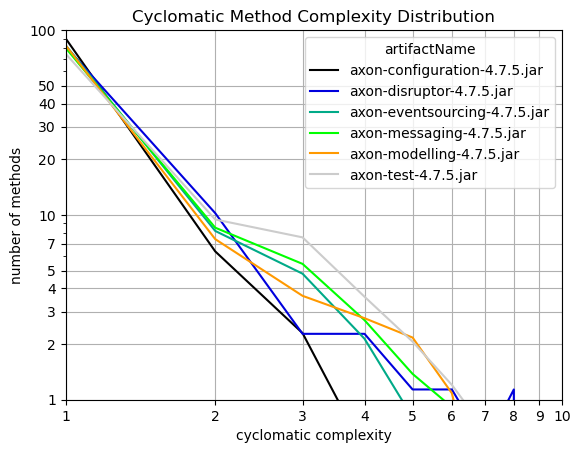 Cyclomatic Method Complexity Distribution
artifactName
axon-configuration-4.7.5.jar
axon-disruptor-4.7.5.jar
axon-eventsourcing-4.7.5.jar
axon-messaging-4.7.5.jar
axon-modelling-4.7.5.jar
axon-test-4.7.5.jar
number of methods
100
50
40
30
20
10
7
5
4
3
2
1
1 2 3 4 5 6 7 8 9 10
cyclomatic complexity